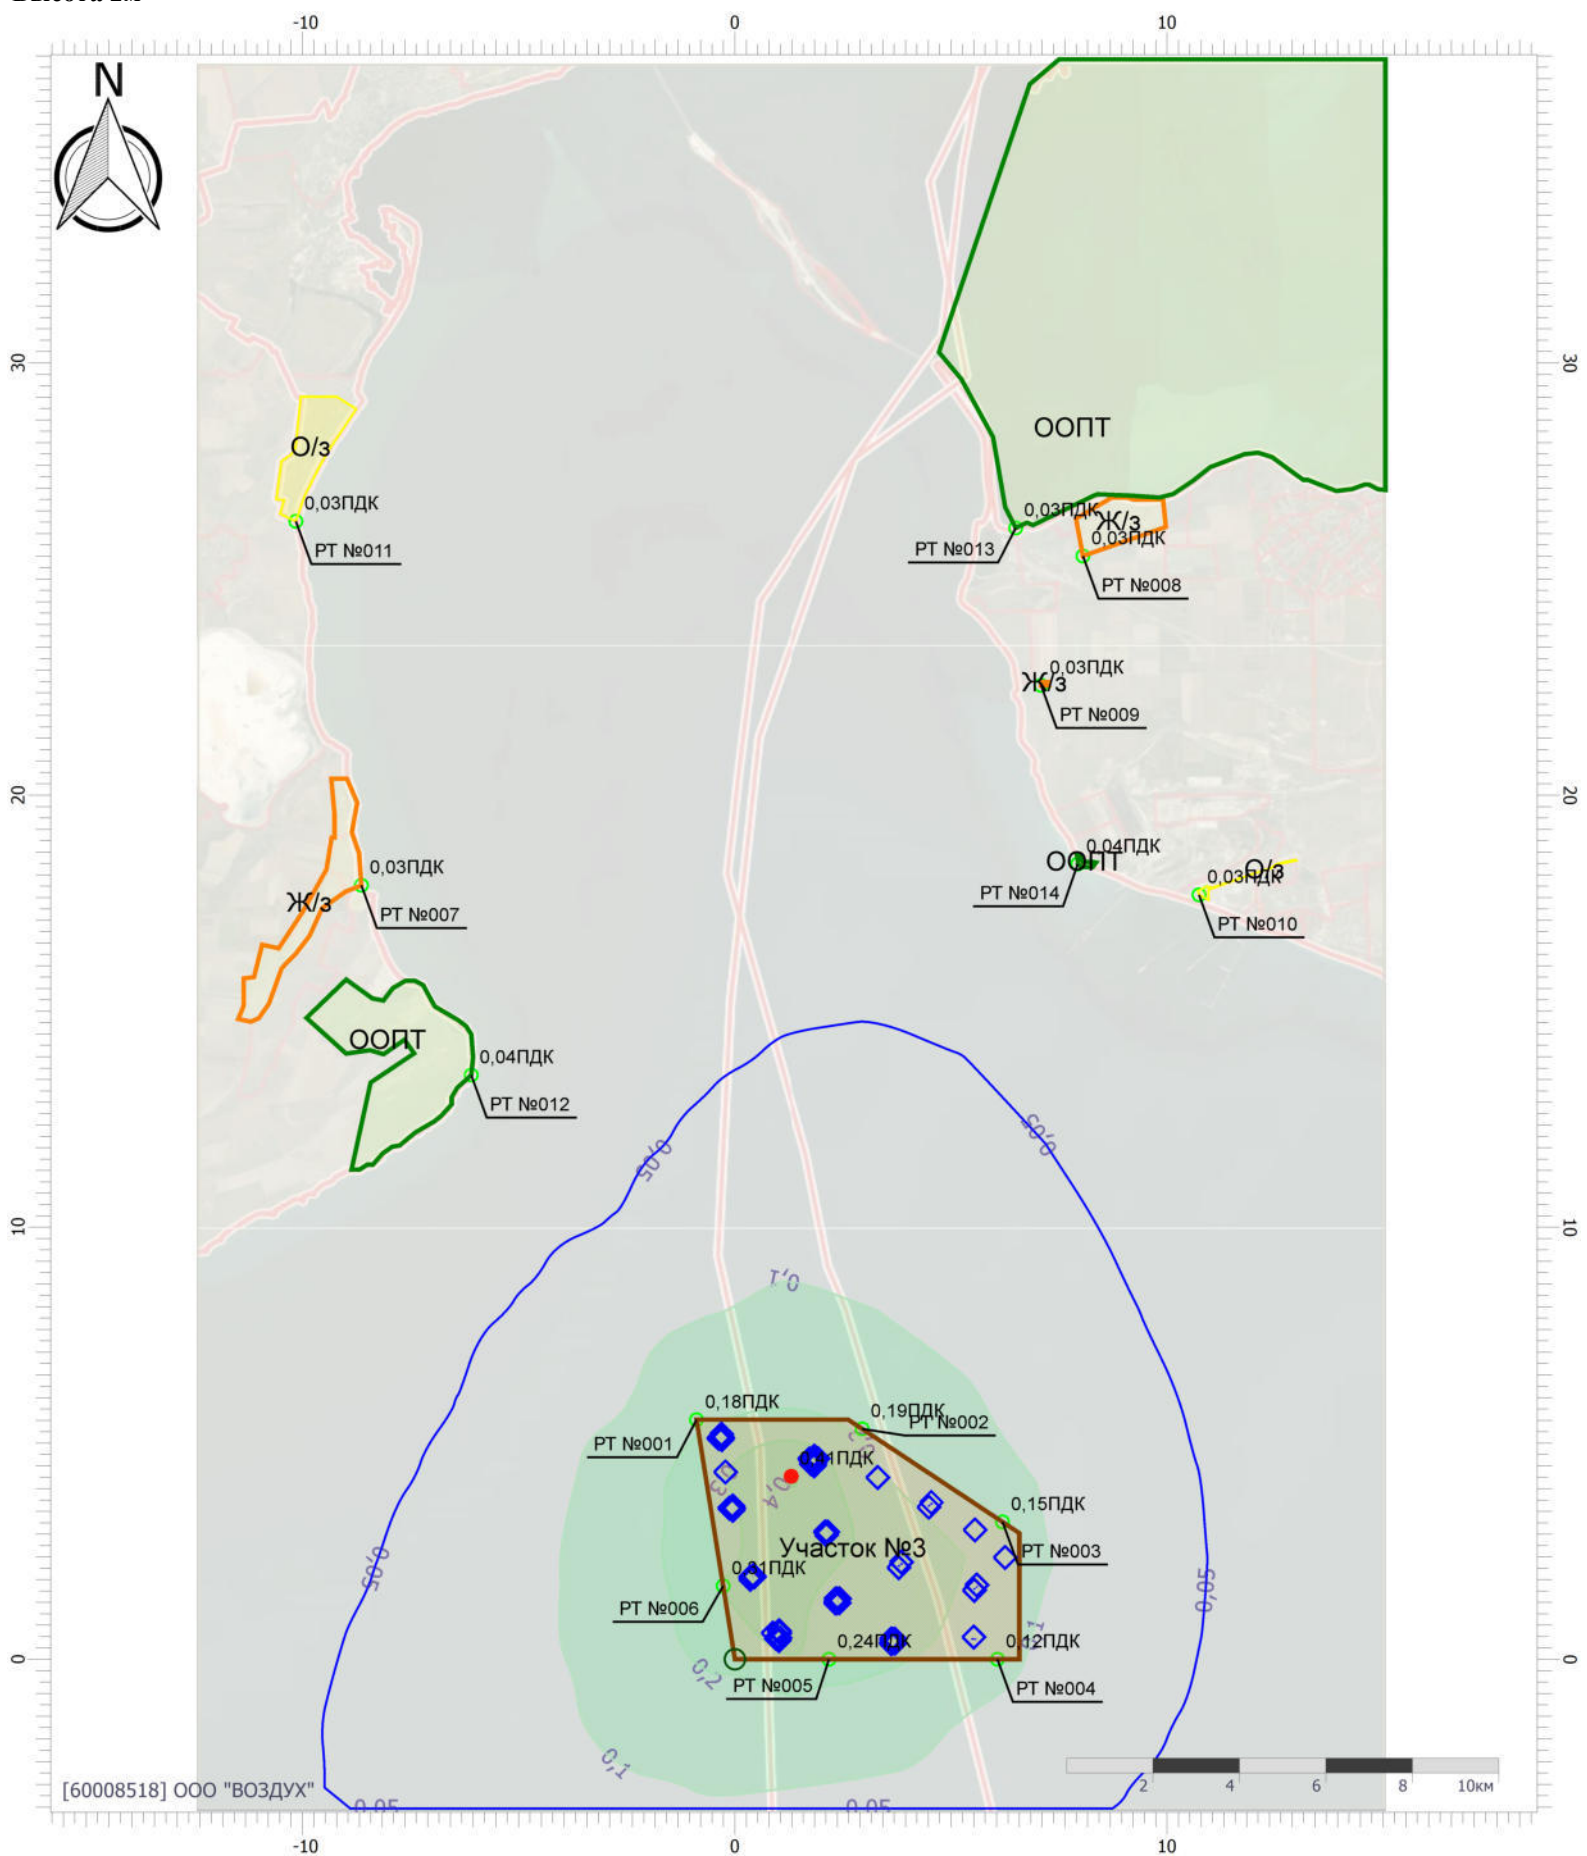 -10
0
10
N
30
30
ООПТ
О/з
0,03ПДК
РТ №011
0,03ПДК
РТ №013
Ж/з
0,03ПДК
РТ №008
0,03ПДК
Ж/з
РТ №009
20
20
0,04ПДК
ООПТ
РТ №014
О/з
0,03ПДК
РТ №010
0,03ПДК
Ж/з
РТ №007
ООПТ
0,04ПДК
РТ №012
0,05
0,05
10
10
0,1
0,18ПДК
РТ №001
0,19ПДК
РТ №002
0,41ПДК
0,4
0,15ПДК
РТ №003
Участок №3
0,31ПДК
РТ №006
0,05
0,05
0,24ПДК
РТ №005
0,12ПДК
РТ №004
0,2
0
0
0,1
0,1
2
4
6
8
10км
[60008518] ООО "ВОЗДУХ"
0,05
0,05
-10
0
10